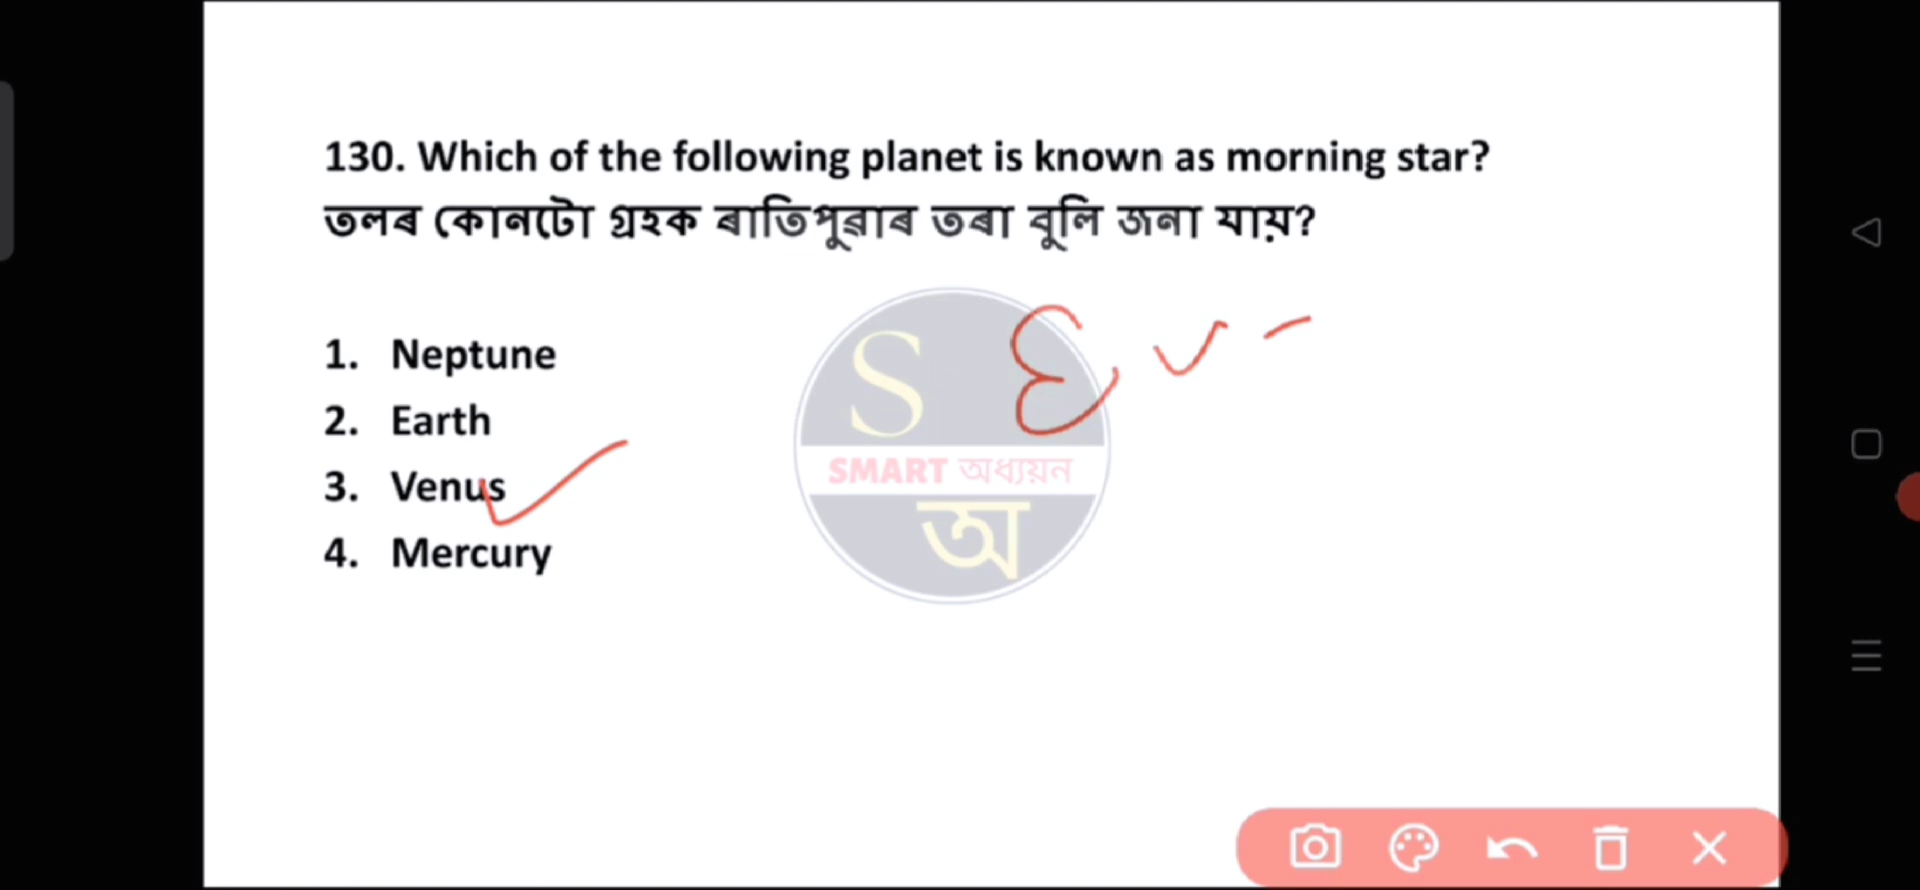 130. Which of the following planet is known as morning star?
তলৰ কোনটো গ্ৰহক ৰাতিপুৱাৰ তৰা বুলি জনা যায়?
1. Neptune
2. Earth
3. Venus
4. Mercury
S
SMART অধ্যয়ন
অ